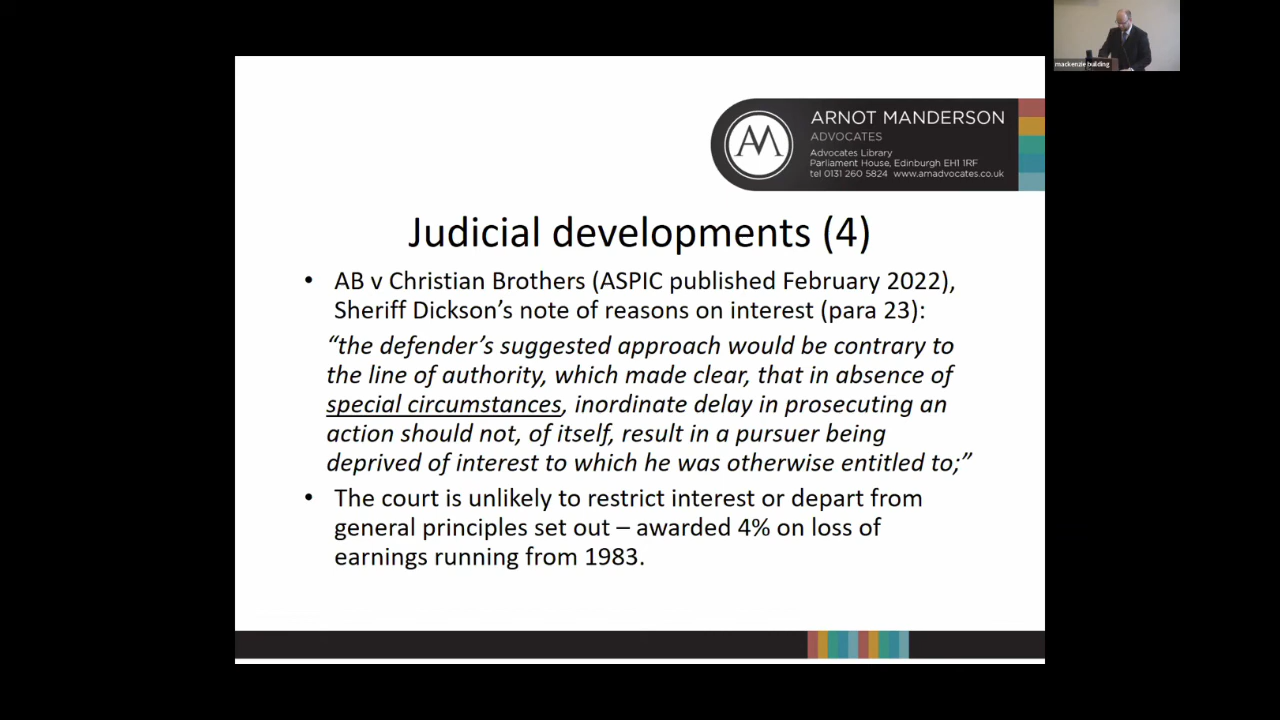 mackenzie building
AM
ARNOT MANDERSON
ADVOCATES
Advocates Library
Parliament House, Edinburgh EH1 1RF
tel 0131 260 5824 www.amadvocates.co.uk
Judicial developments (4)
• AB v Christian Brothers (ASPIC published February 2022),
Sheriff Dickson’s note of reasons on interest (para 23):
“the defender’s suggested approach would be contrary to
the line of authority, which made clear, that in absence of
special circumstances, inordinate delay in prosecuting an
action should not, of itself, result in a pursuer being
deprived of interest to which he was otherwise entitled to;”
• The court is unlikely to restrict interest or depart from
general principles set out – awarded 4% on loss of
earnings running from 1983.